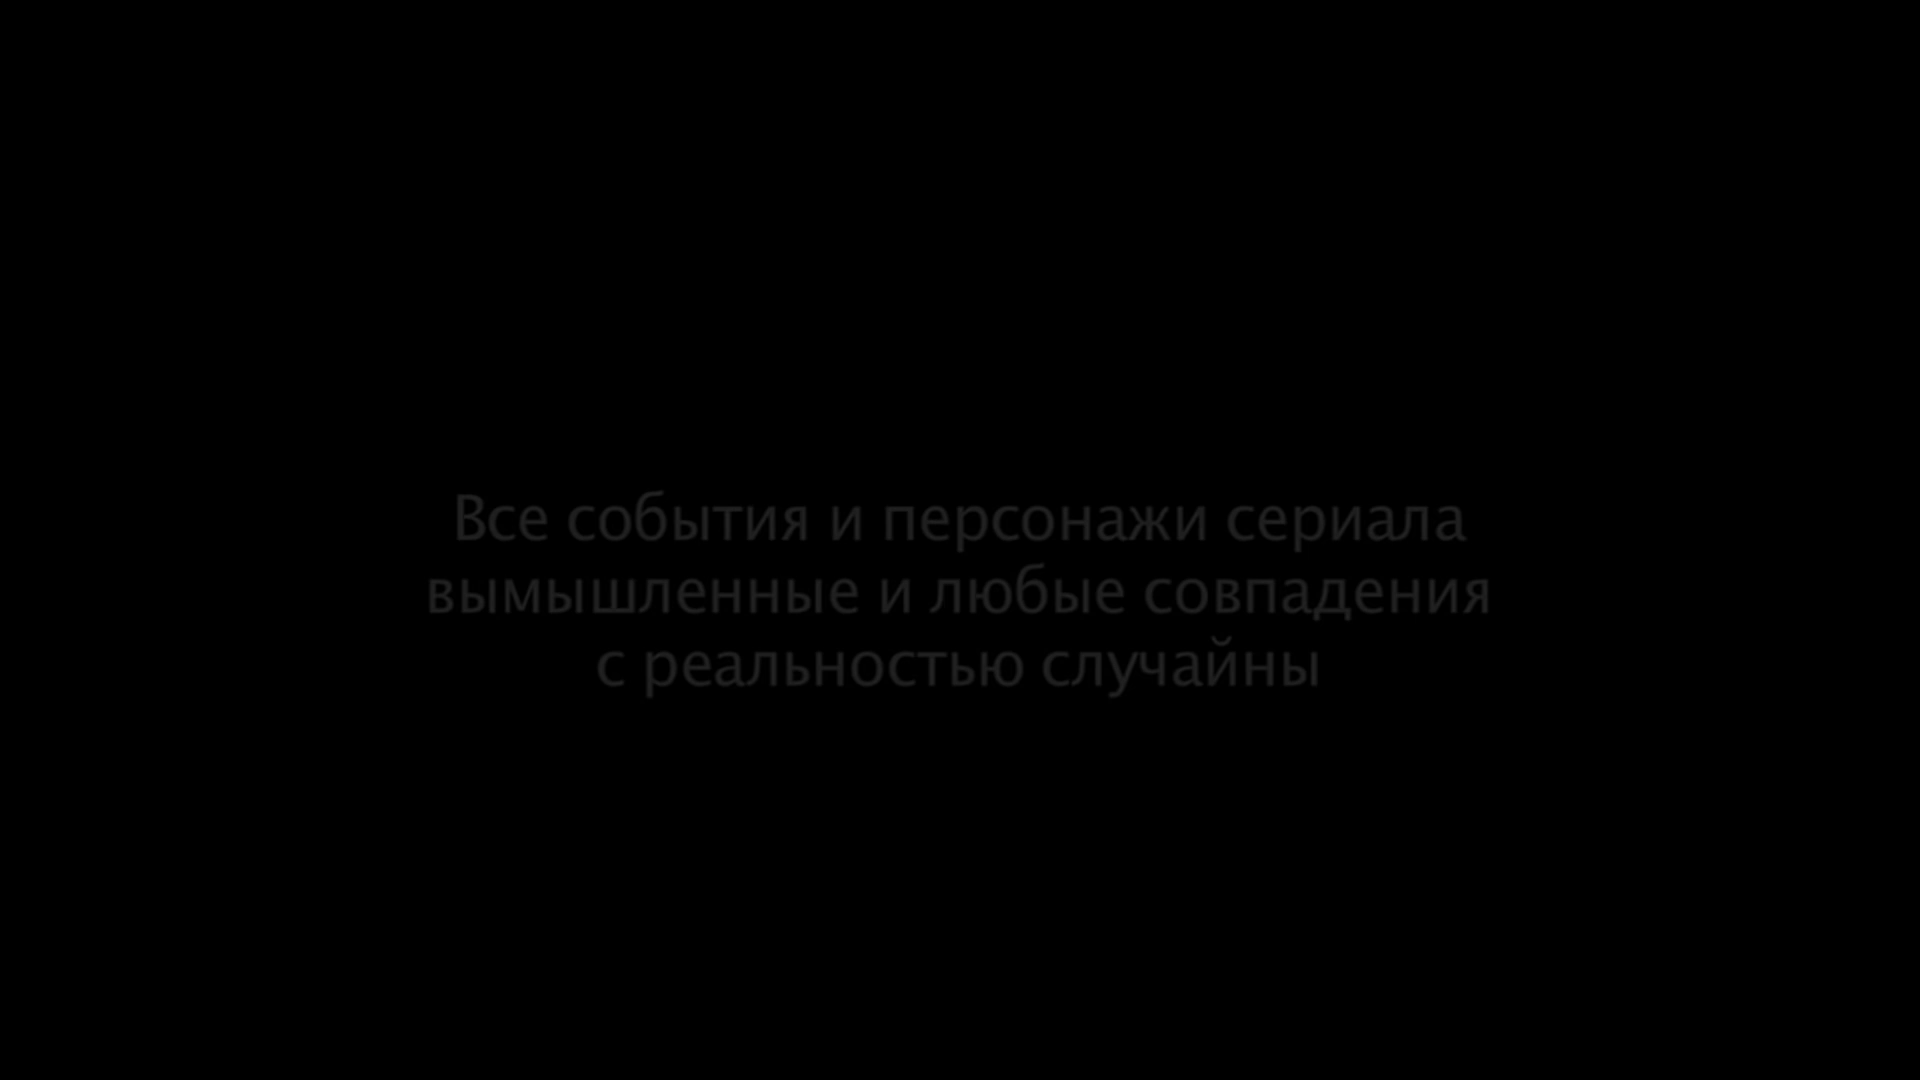 Все события и персонажи сериала
вымышленные и любые совпадения
с реальностью случайны